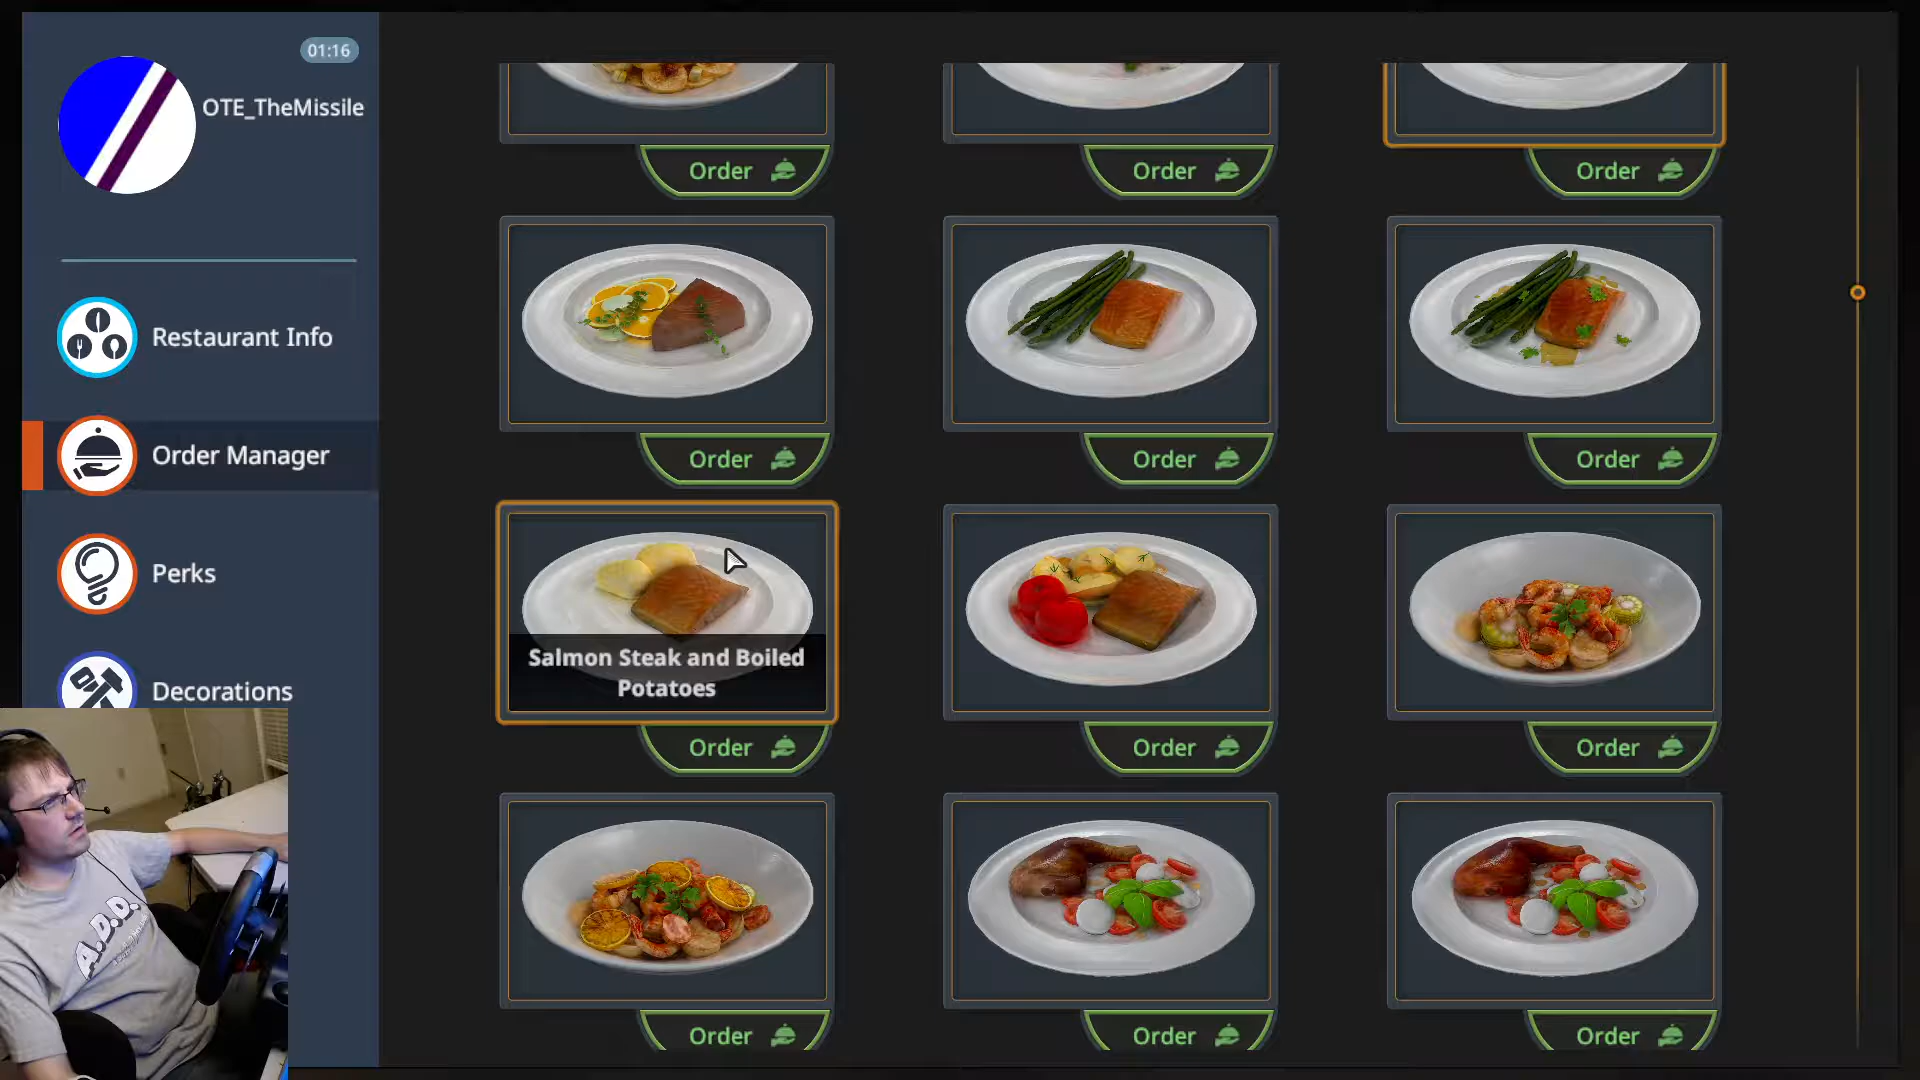 01:16
OTE_TheMissile
Restaurant Info
Order Manager
Perks
Decorations
Order
Order
Order
Order
Order
Order
Salmon Steak and Boiled
Potatoes
Order
Order
Order
Order
Order
Order
A.D.D.